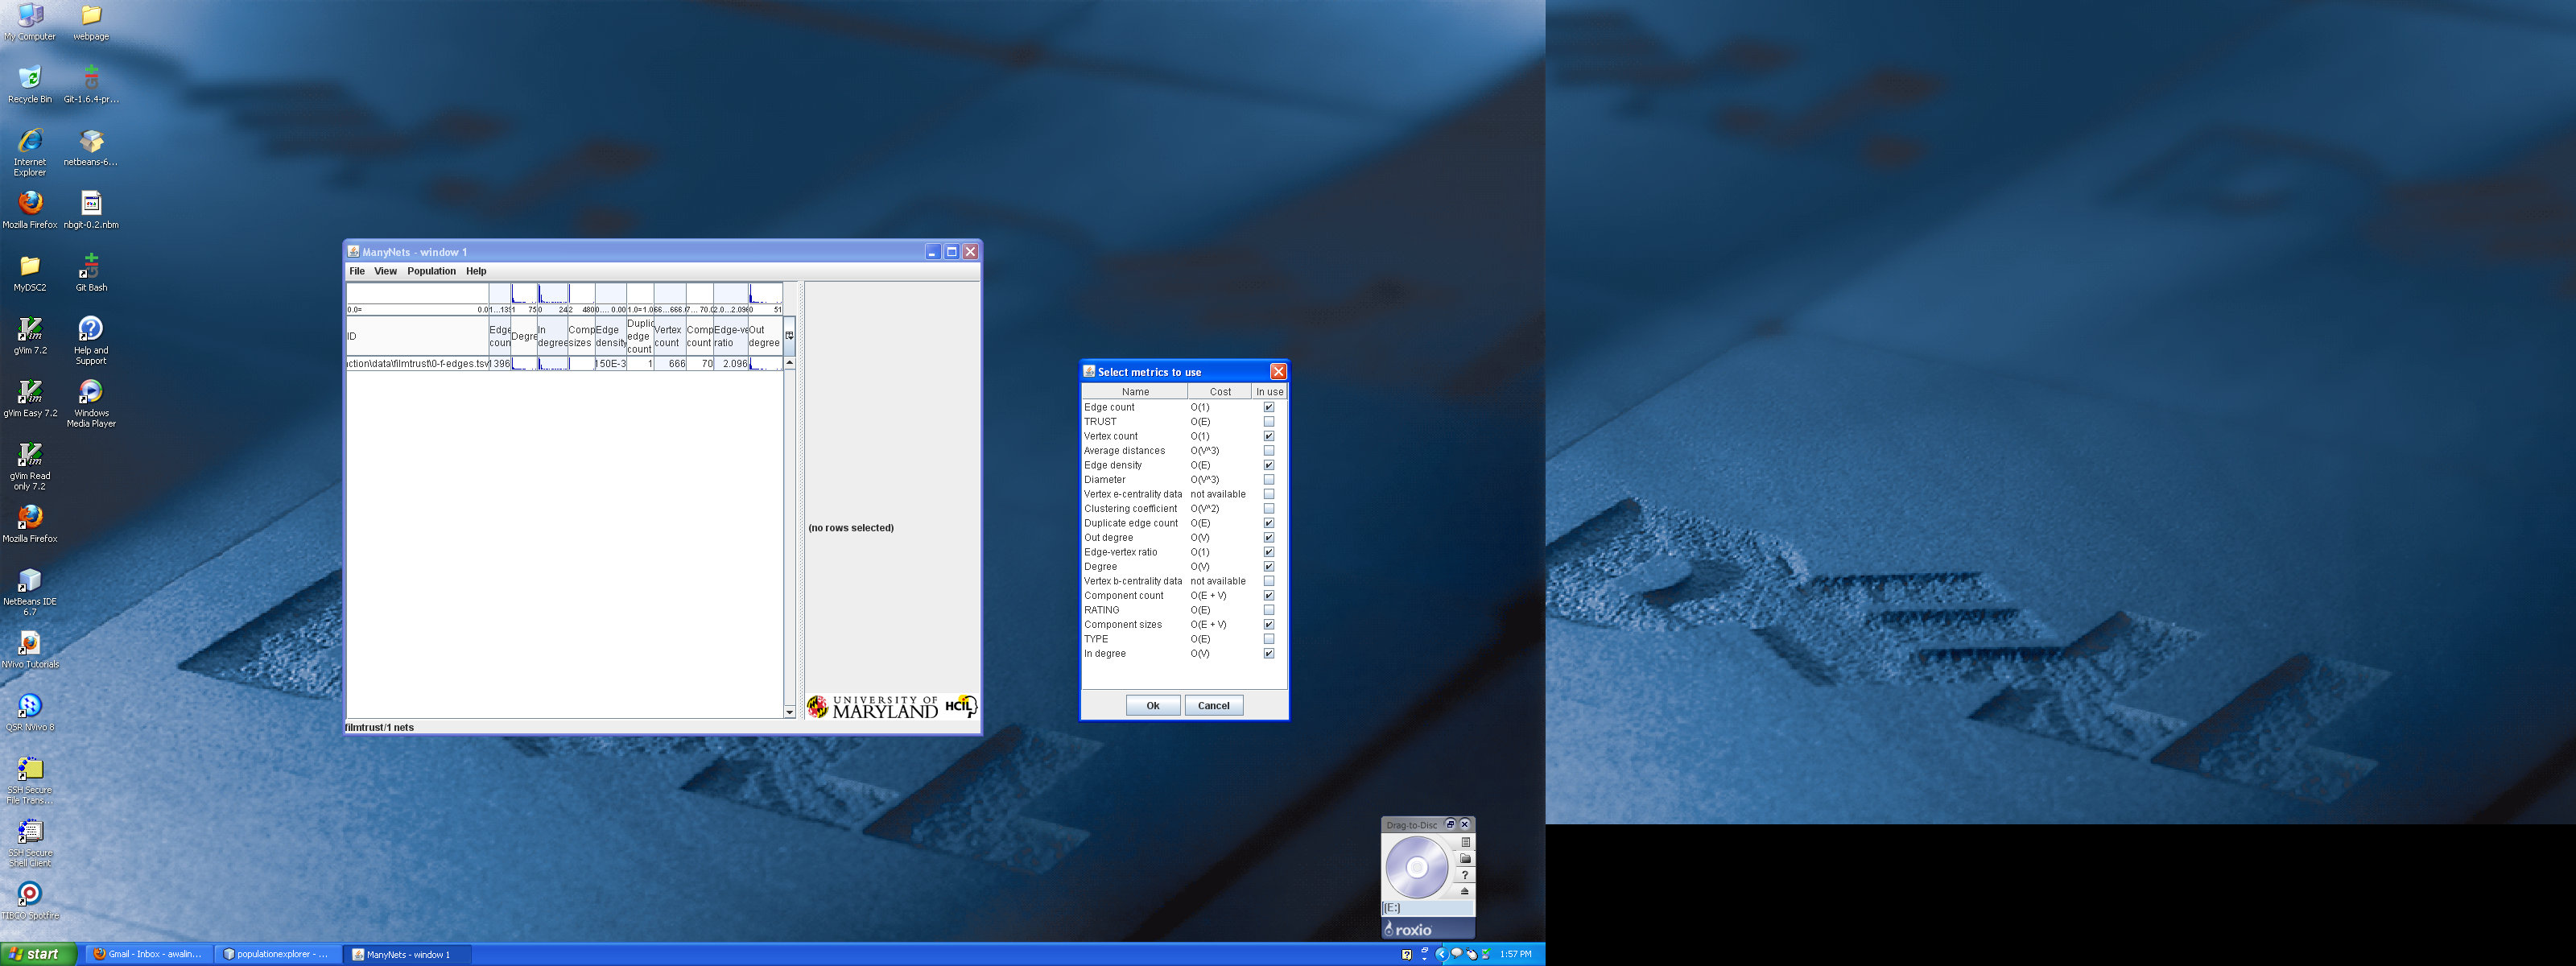 My Computer
webpage
Recycle Bin
Git-1.6.4-pr...
Internet
Explorer
netbeans-6...
Mozilla Firefox
nbgit-0.2.nbm
MyDSC2
Git Bash
gVim 7.2
Help and
Support
gVim Easy 7.2
Windows
Media Player
gVim Read
only 7.2
Mozilla Firefox
NetBeans IDE
6.7
NVivo Tutorials
QSR NVivo 8
SSH Secure
File Trans...
SSH Secure
Shell Client
TIBCO Spotfire
ManyNets - window 1
File View Population Help
ID
Edge
Degre
In
degree
Comp
sizes
Edge
density
Duplic
edge
count
Vertex
count
Comp
count
Edge-ve
ratio
Out
degree
ction\data\filmtrust\0-f-edges.tsv 396 150E-3 1 666 70 2.096
(no rows selected)
UNIVERSITY OF
MARYLAND
HCIL
filmtrust/1 nets
Select metrics to use
Name Cost In use
Edge count O(1)
TRUST O(E)
Vertex count O(1)
Average distances O(V^3)
Edge density O(E)
Diameter O(V^3)
Vertex e-centrality data not available
Clustering coefficient O(V^2)
Duplicate edge count O(E)
Out degree O(V)
Edge-vertex ratio O(1)
Degree O(V)
Vertex b-centrality data not available
Component count O(E + V)
RATING O(E)
Component sizes O(E + V)
TYPE O(E)
In degree O(V)
Ok Cancel
Drag-to-Disc
?
(E:)
roxio
start
Gmail - Inbox - awalin...
populationexplorer - ...
ManyNets - window 1
1:57 PM